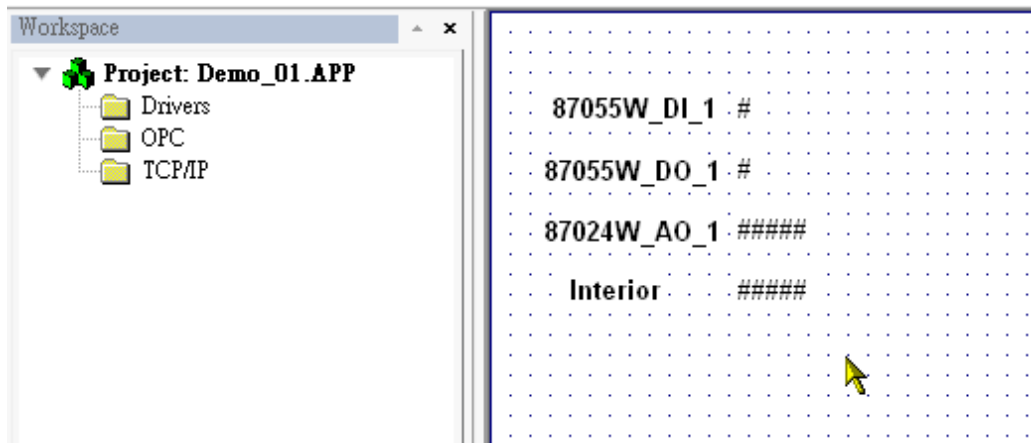 Workspace
Project: Demo_01.APP
Drivers
OPC
TCP/IP
87055W_DI_1 #
87055W_DO_1 #
87024W_AO_1 #####
Interior #####